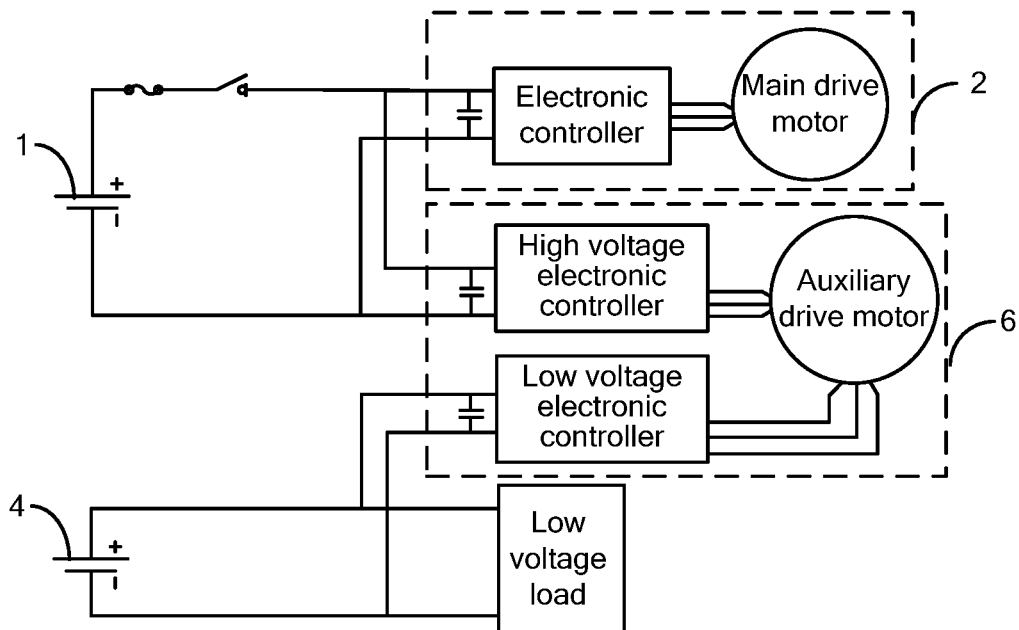 Electronic
controller
Main drive
motor
2
1
+
−
High voltage
electronic
controller
Auxiliary
drive motor
6
Low voltage
electronic
controller
4
+
−
Low
voltage
load